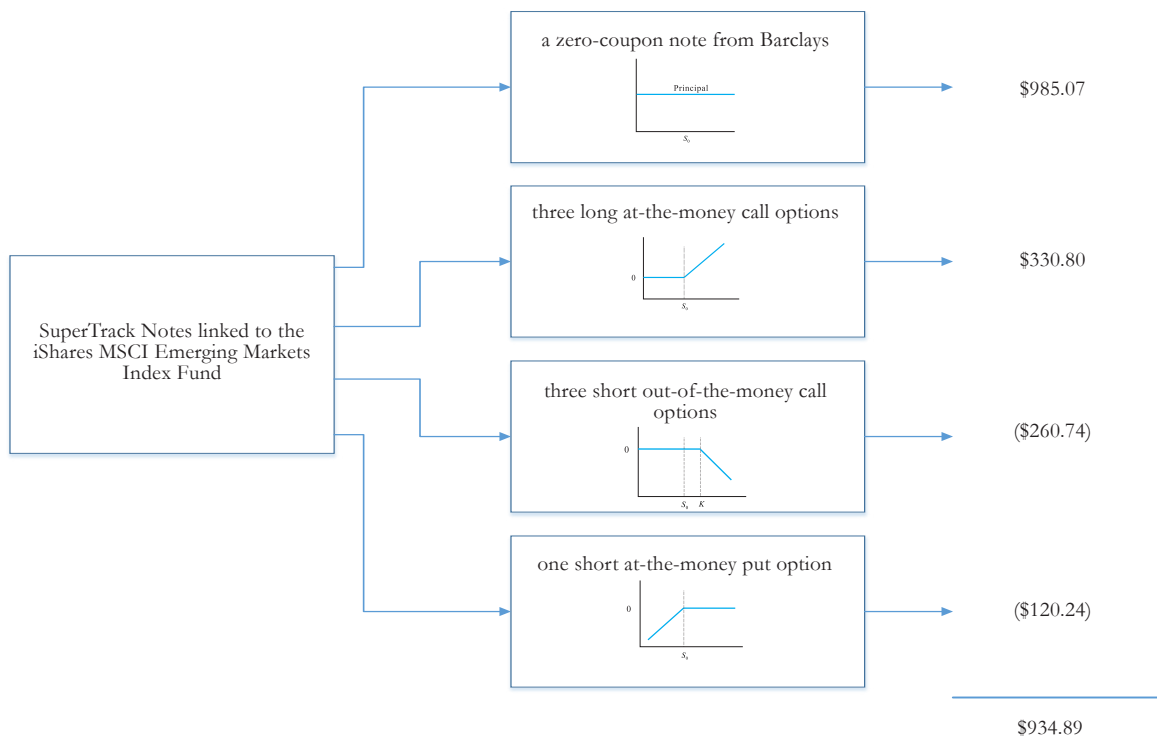 a zero-coupon note from Barclays
Principal
S₀
$985.07
three long at-the-money call options
0
S₀
$330.80
SuperTrack Notes linked to the
iShares MSCI Emerging Markets
Index Fund
three short out-of-the-money call
options
0
S₀ K
($260.74)
one short at-the-money put option
0
S₀
($120.24)
$934.89